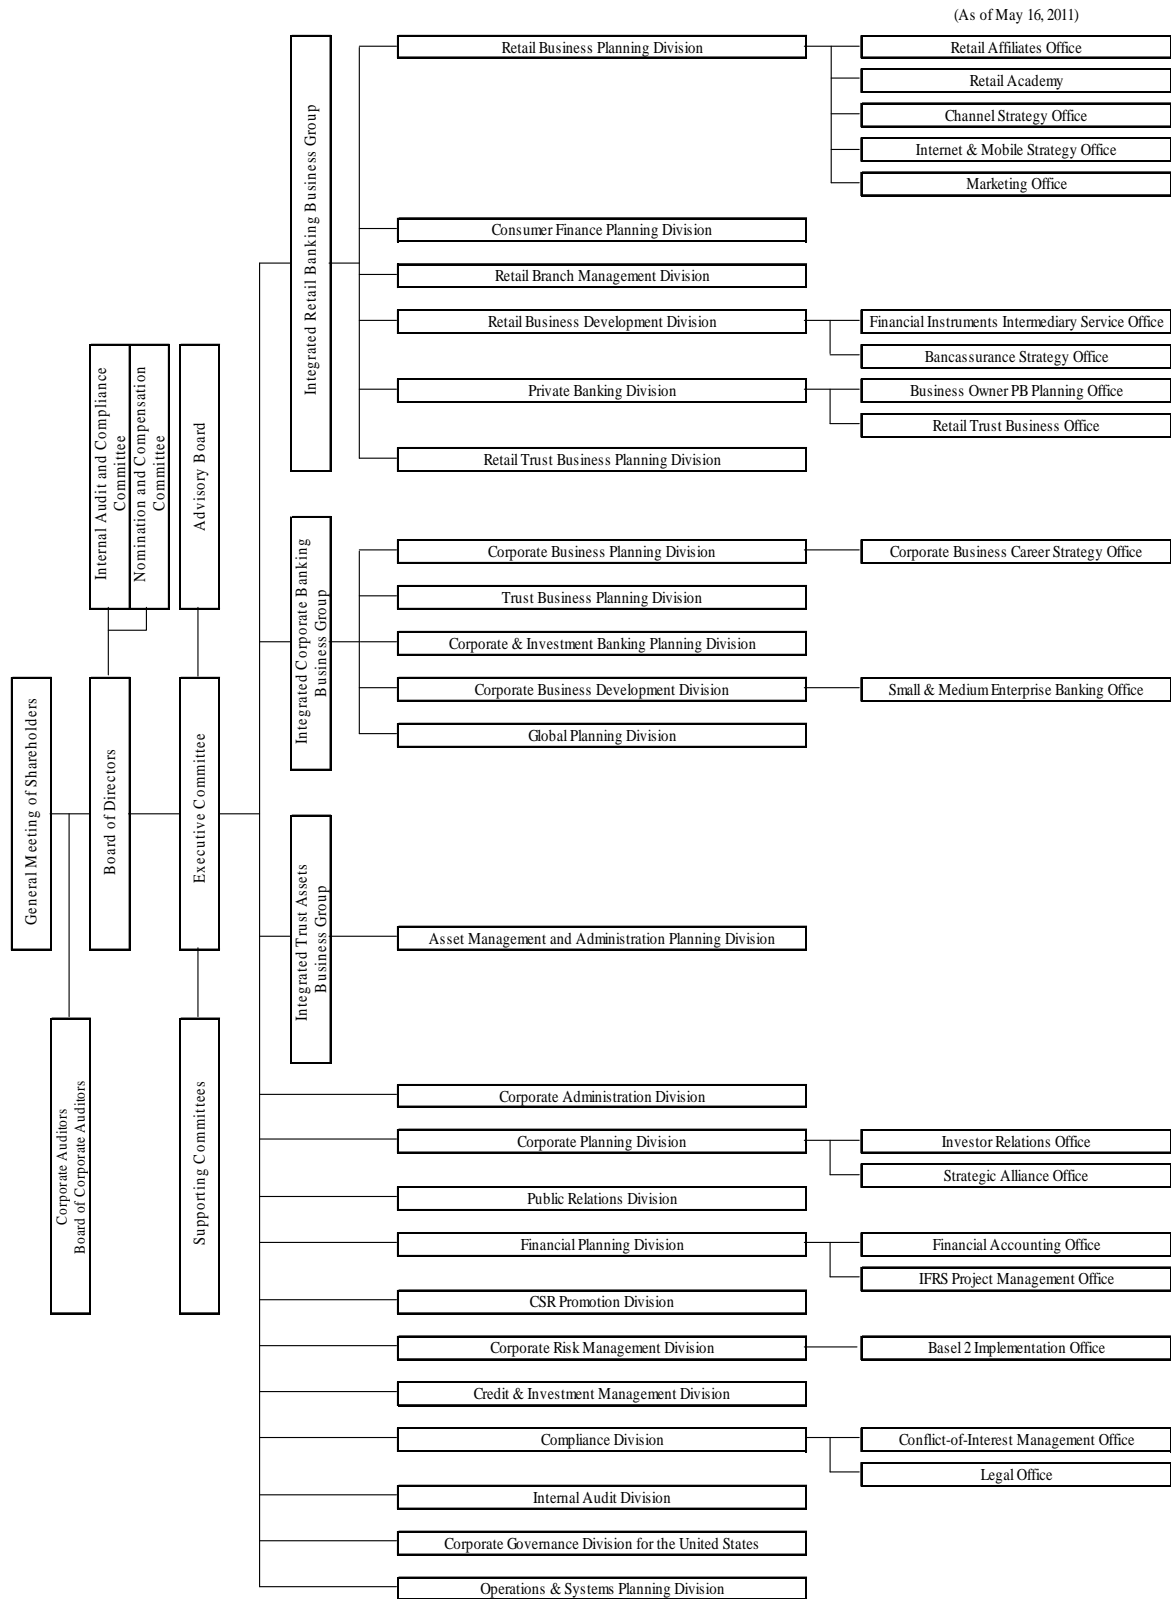 (As of May 16, 2011)
General Meeting of Shareholders
Corporate Auditors
Board of Corporate Auditors
Board of Directors
Internal Audit and Compliance
Committee
Nomination and Compensation
Committee
Advisory Board
Executive Committee
Supporting Committees
Integrated Retail Banking Business Group
Retail Business Planning Division
Retail Affiliates Office
Retail Academy
Channel Strategy Office
Internet & Mobile Strategy Office
Marketing Office
Consumer Finance Planning Division
Retail Branch Management Division
Retail Business Development Division
Financial Instruments Intermediary Service Office
Bancassurance Strategy Office
Private Banking Division
Business Owner PB Planning Office
Retail Trust Business Office
Retail Trust Business Planning Division
Integrated Corporate Banking
Business Group
Corporate Business Planning Division
Corporate Business Career Strategy Office
Trust Business Planning Division
Corporate & Investment Banking Planning Division
Corporate Business Development Division
Small & Medium Enterprise Banking Office
Global Planning Division
Integrated Trust Assets
Business Group
Asset Management and Administration Planning Division
Corporate Administration Division
Corporate Planning Division
Investor Relations Office
Strategic Alliance Office
Public Relations Division
Financial Planning Division
Financial Accounting Office
IFRS Project Management Office
CSR Promotion Division
Corporate Risk Management Division
Basel 2 Implementation Office
Credit & Investment Management Division
Compliance Division
Conflict-of-Interest Management Office
Legal Office
Internal Audit Division
Corporate Governance Division for the United States
Operations & Systems Planning Division